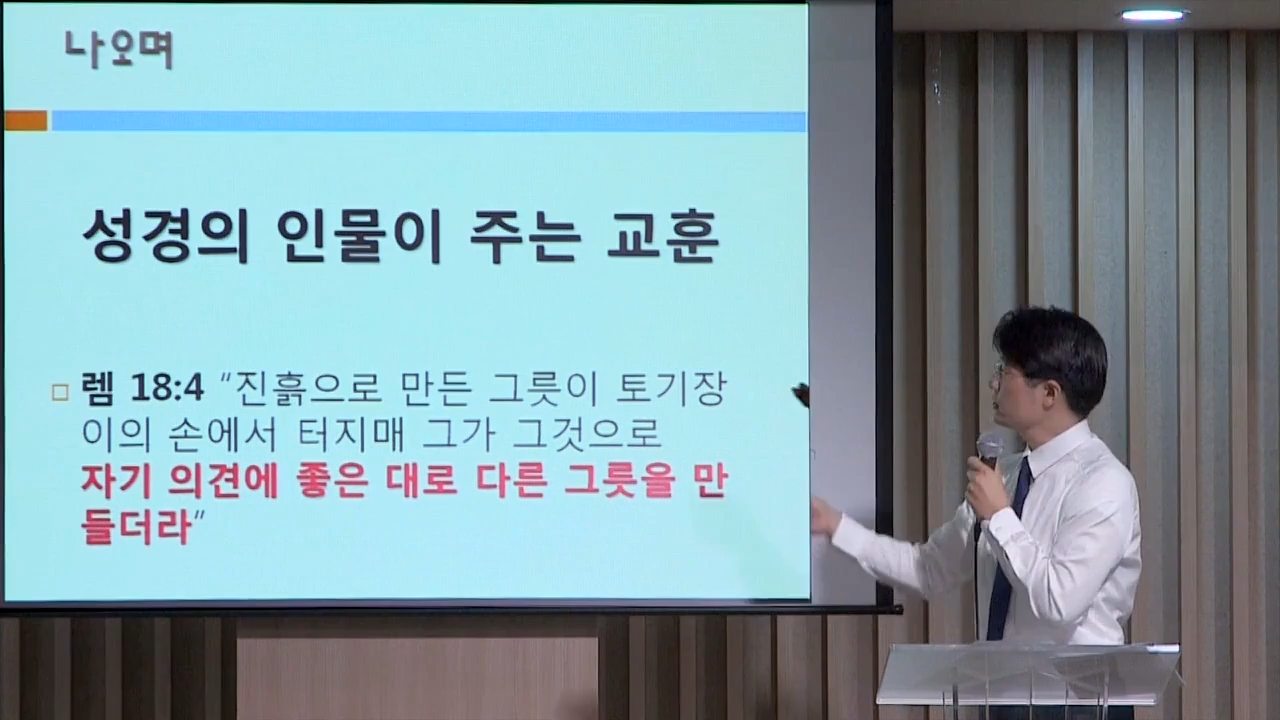 나오며
성경의 인물이 주는 교훈
렘 18:4 “진흙으로 만든 그릇이 토기장
이의 손에서 터지매 그가 그것으로
자기 의견에 좋은 대로 다른 그릇을 만
들더라”